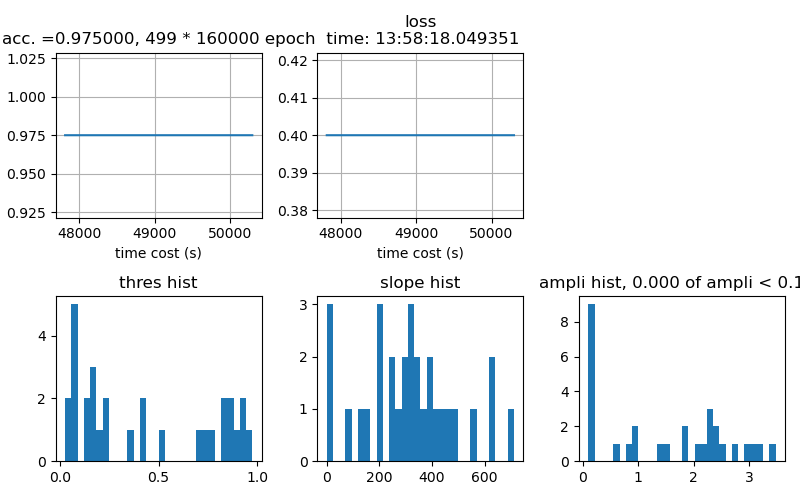 acc. =0.975000, 499 * 160000 epoch
loss
time: 13:58:18.049351
1.025
1.000
0.975
0.950
0.925
48000 49000 50000
time cost (s)
0.42
0.41
0.40
0.39
0.38
48000 49000 50000
time cost (s)
thres hist
4
2
0
0.0 0.5 1.0
slope hist
3
2
1
0
0 200 400 600
ampli hist, 0.000 of ampli < 0.1
8
6
4
2
0
0 1 2 3